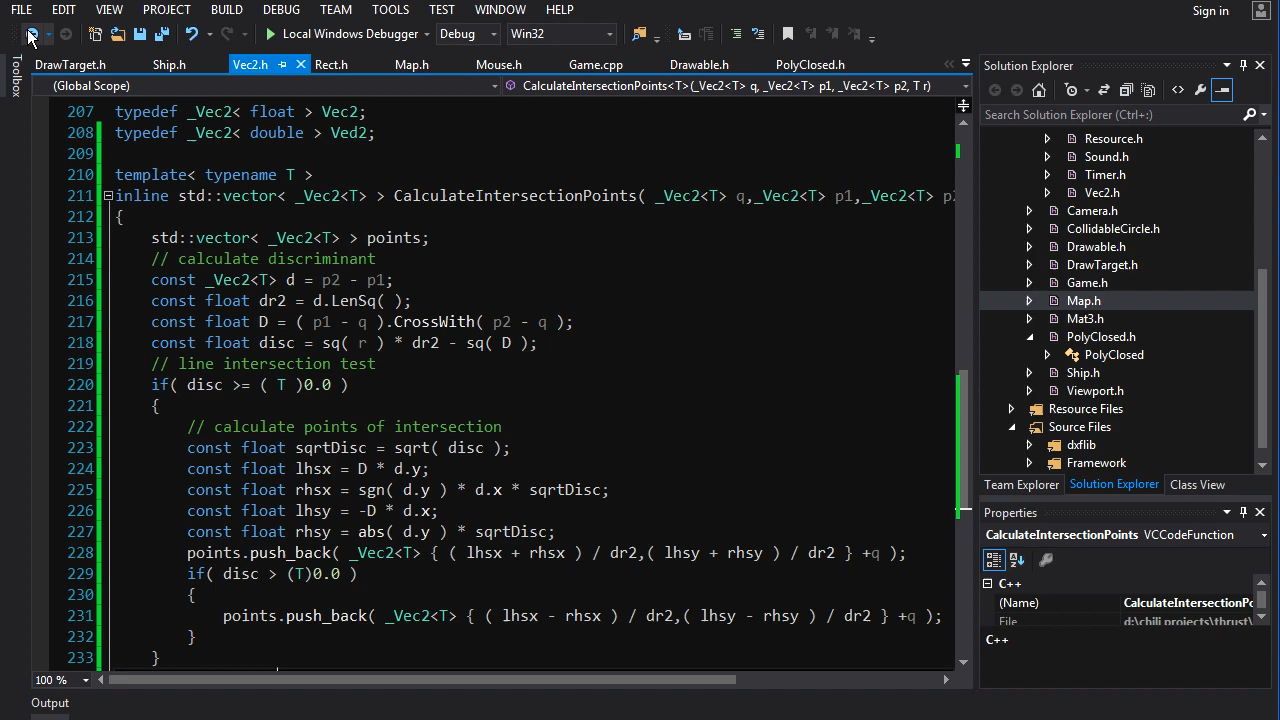 FILE EDIT VIEW PROJECT BUILD DEBUG TEAM TOOLS TEST WINDOW HELP Sign in
Local Windows Debugger Debug Win32
Toolbox
DrawTarget.h Ship.h Vec2.h Rect.h Map.h Mouse.h Game.cpp Drawable.h PolyClosed.h
(Global Scope) CalculateIntersectionPoints<T>(_Vec2<T> q, _Vec2<T> p1, _Vec2<T> p2, T r)
207 typedef _Vec2< float > Vec2;
208 typedef _Vec2< double > Ved2;
209
210 template< typename T >
211 inline std::vector< _Vec2<T> > CalculateIntersectionPoints( _Vec2<T> q,_Vec2<T> p1,_Vec2<T> p2
212 {
213 std::vector< _Vec2<T> > points;
214 // calculate discriminant
215 const _Vec2<T> d = p2 - p1;
216 const float dr2 = d.LenSq( );
217 const float D = ( p1 - q ).CrossWith( p2 - q );
218 const float disc = sq( r ) * dr2 - sq( D );
219 // line intersection test
220 if( disc >= ( T )0.0 )
221 {
222 // calculate points of intersection
223 const float sqrtDisc = sqrt( disc );
224 const float lhsx = D * d.y;
225 const float rhsx = sgn( d.y ) * d.x * sqrtDisc;
226 const float lhsy = -D * d.x;
227 const float rhsy = abs( d.y ) * sqrtDisc;
228 points.push_back( _Vec2<T> { ( lhsx + rhsx ) / dr2,( lhsy + rhsy ) / dr2 } +q );
229 if( disc > (T)0.0 )
230 {
231 points.push_back( _Vec2<T> { ( lhsx - rhsx ) / dr2,( lhsy - rhsy ) / dr2 } +q );
232 }
233 }
100 %
Output
Solution Explorer
Search Solution Explorer (Ctrl+;)
Resource.h
Sound.h
Timer.h
Vec2.h
Camera.h
CollidableCircle.h
Drawable.h
DrawTarget.h
Game.h
Map.h
Mat3.h
PolyClosed.h
PolyClosed
Ship.h
Viewport.h
Resource Files
Source Files
dxflib
Framework
Team Explorer Solution Explorer Class View
Properties
CalculateIntersectionPoints VCCodeFunction
C++
(Name) CalculateIntersectionPo
File d:\chili projects\thrust\
C++